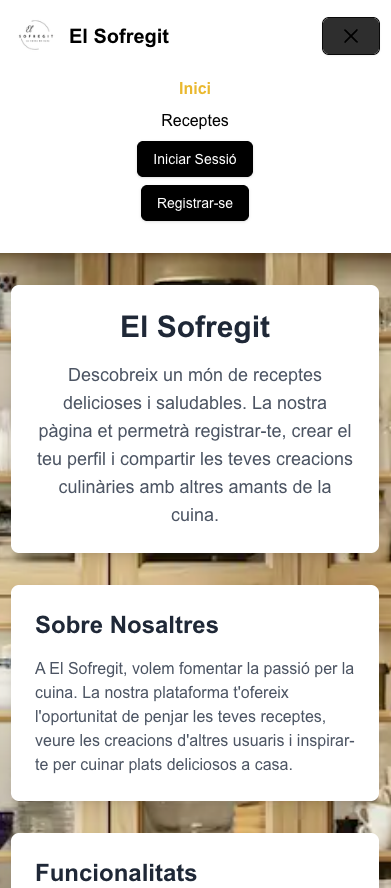 El
SOFREGIT
El Sofregit
Inici
Receptes
Iniciar Sessió
Registrar-se
El Sofregit
Descobreix un món de receptes
delicioses i saludables. La nostra
pàgina et permetrà registrar-te, crear el
teu perfil i compartir les teves creacions
culinàries amb altres amants de la
cuina.
Sobre Nosaltres
A El Sofregit, volem fomentar la passió per la
cuina. La nostra plataforma t'ofereix
l'oportunitat de penjar les teves receptes,
veure les creacions d'altres usuaris i inspirar-
te per cuinar plats deliciosos a casa.
Funcionalitats